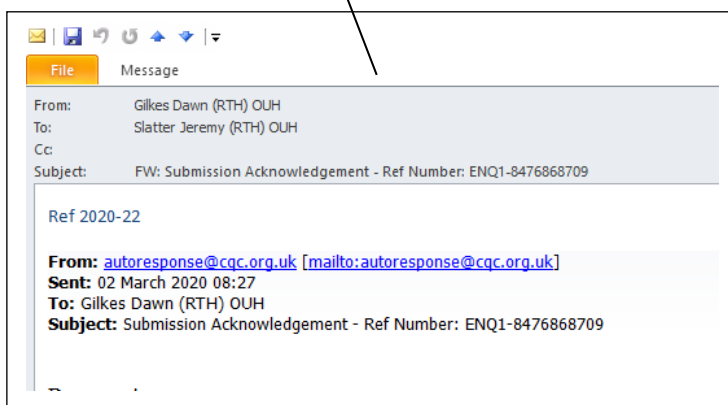 File Message
From: Gilkes Dawn (RTH) OUH
To: Slatter Jeremy (RTH) OUH
Cc:
Subject: FW: Submission Acknowledgement - Ref Number: ENQ1-8476868709
Ref 2020-22
From: autoresponse@cqc.org.uk [mailto:autoresponse@cqc.org.uk]
Sent: 02 March 2020 08:27
To: Gilkes Dawn (RTH) OUH
Subject: Submission Acknowledgement - Ref Number: ENQ1-8476868709